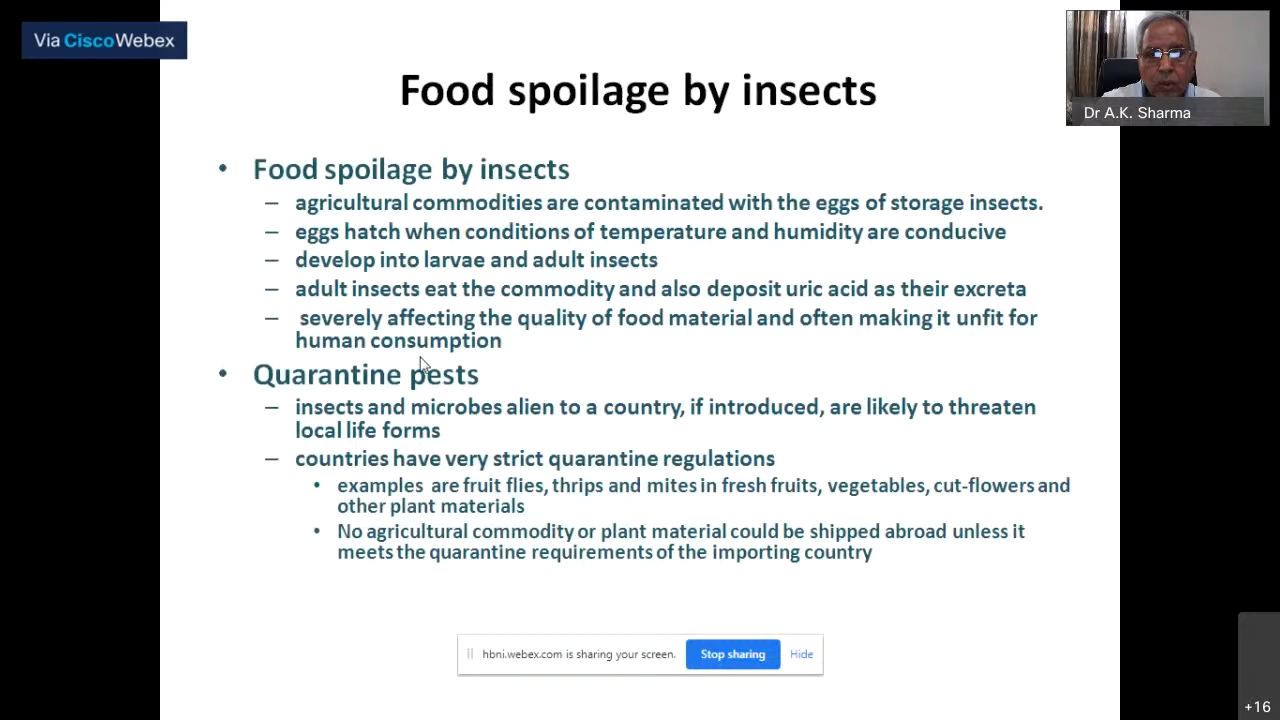 Via CiscoWebex
Dr A.K. Sharma
Food spoilage by insects
• Food spoilage by insects
– agricultural commodities are contaminated with the eggs of storage insects.
– eggs hatch when conditions of temperature and humidity are conducive
– develop into larvae and adult insects
– adult insects eat the commodity and also deposit uric acid as their excreta
– severely affecting the quality of food material and often making it unfit for
human consumption
• Quarantine pests
– insects and microbes alien to a country, if introduced, are likely to threaten
local life forms
– countries have very strict quarantine regulations
• examples are fruit flies, thrips and mites in fresh fruits, vegetables, cut-flowers and
other plant materials
• No agricultural commodity or plant material could be shipped abroad unless it
meets the quarantine requirements of the importing country
hbni.webex.com is sharing your screen. Stop sharing Hide
+16